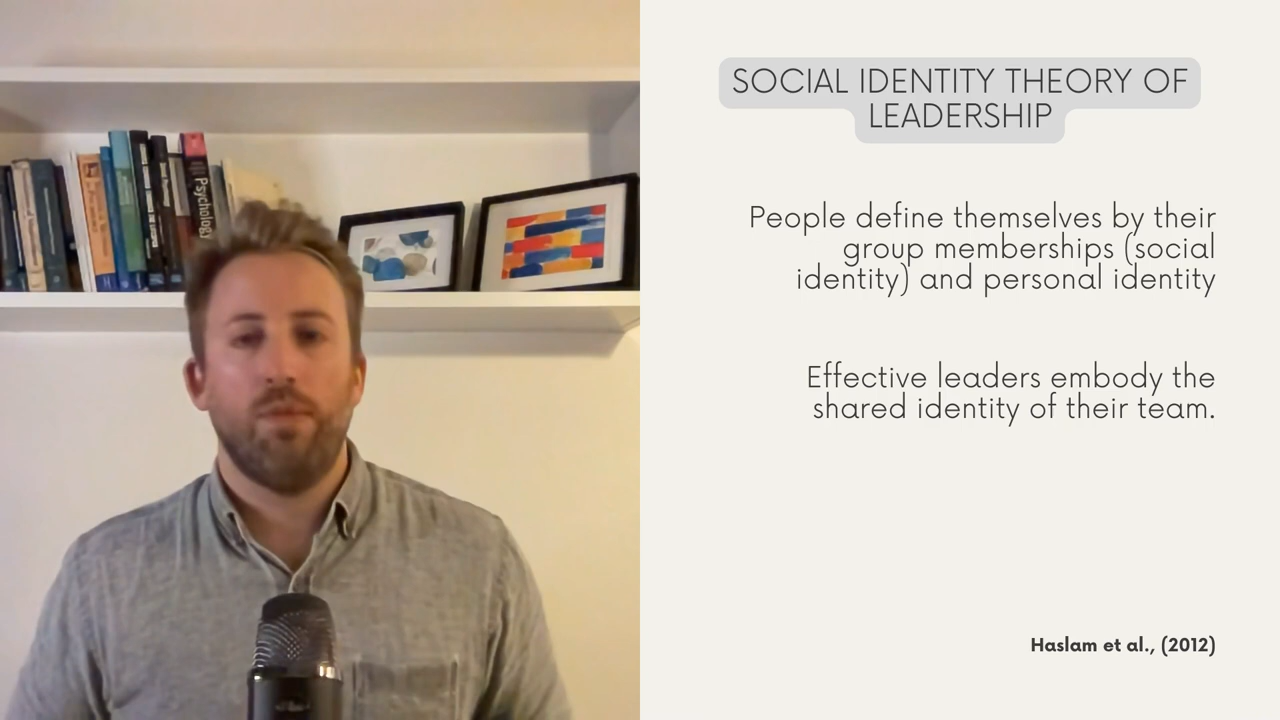 Psychology
SOCIAL IDENTITY THEORY OF
LEADERSHIP
People define themselves by their
group memberships (social
identity) and personal identity
Effective leaders embody the
shared identity of their team.
Haslam et al., (2012)